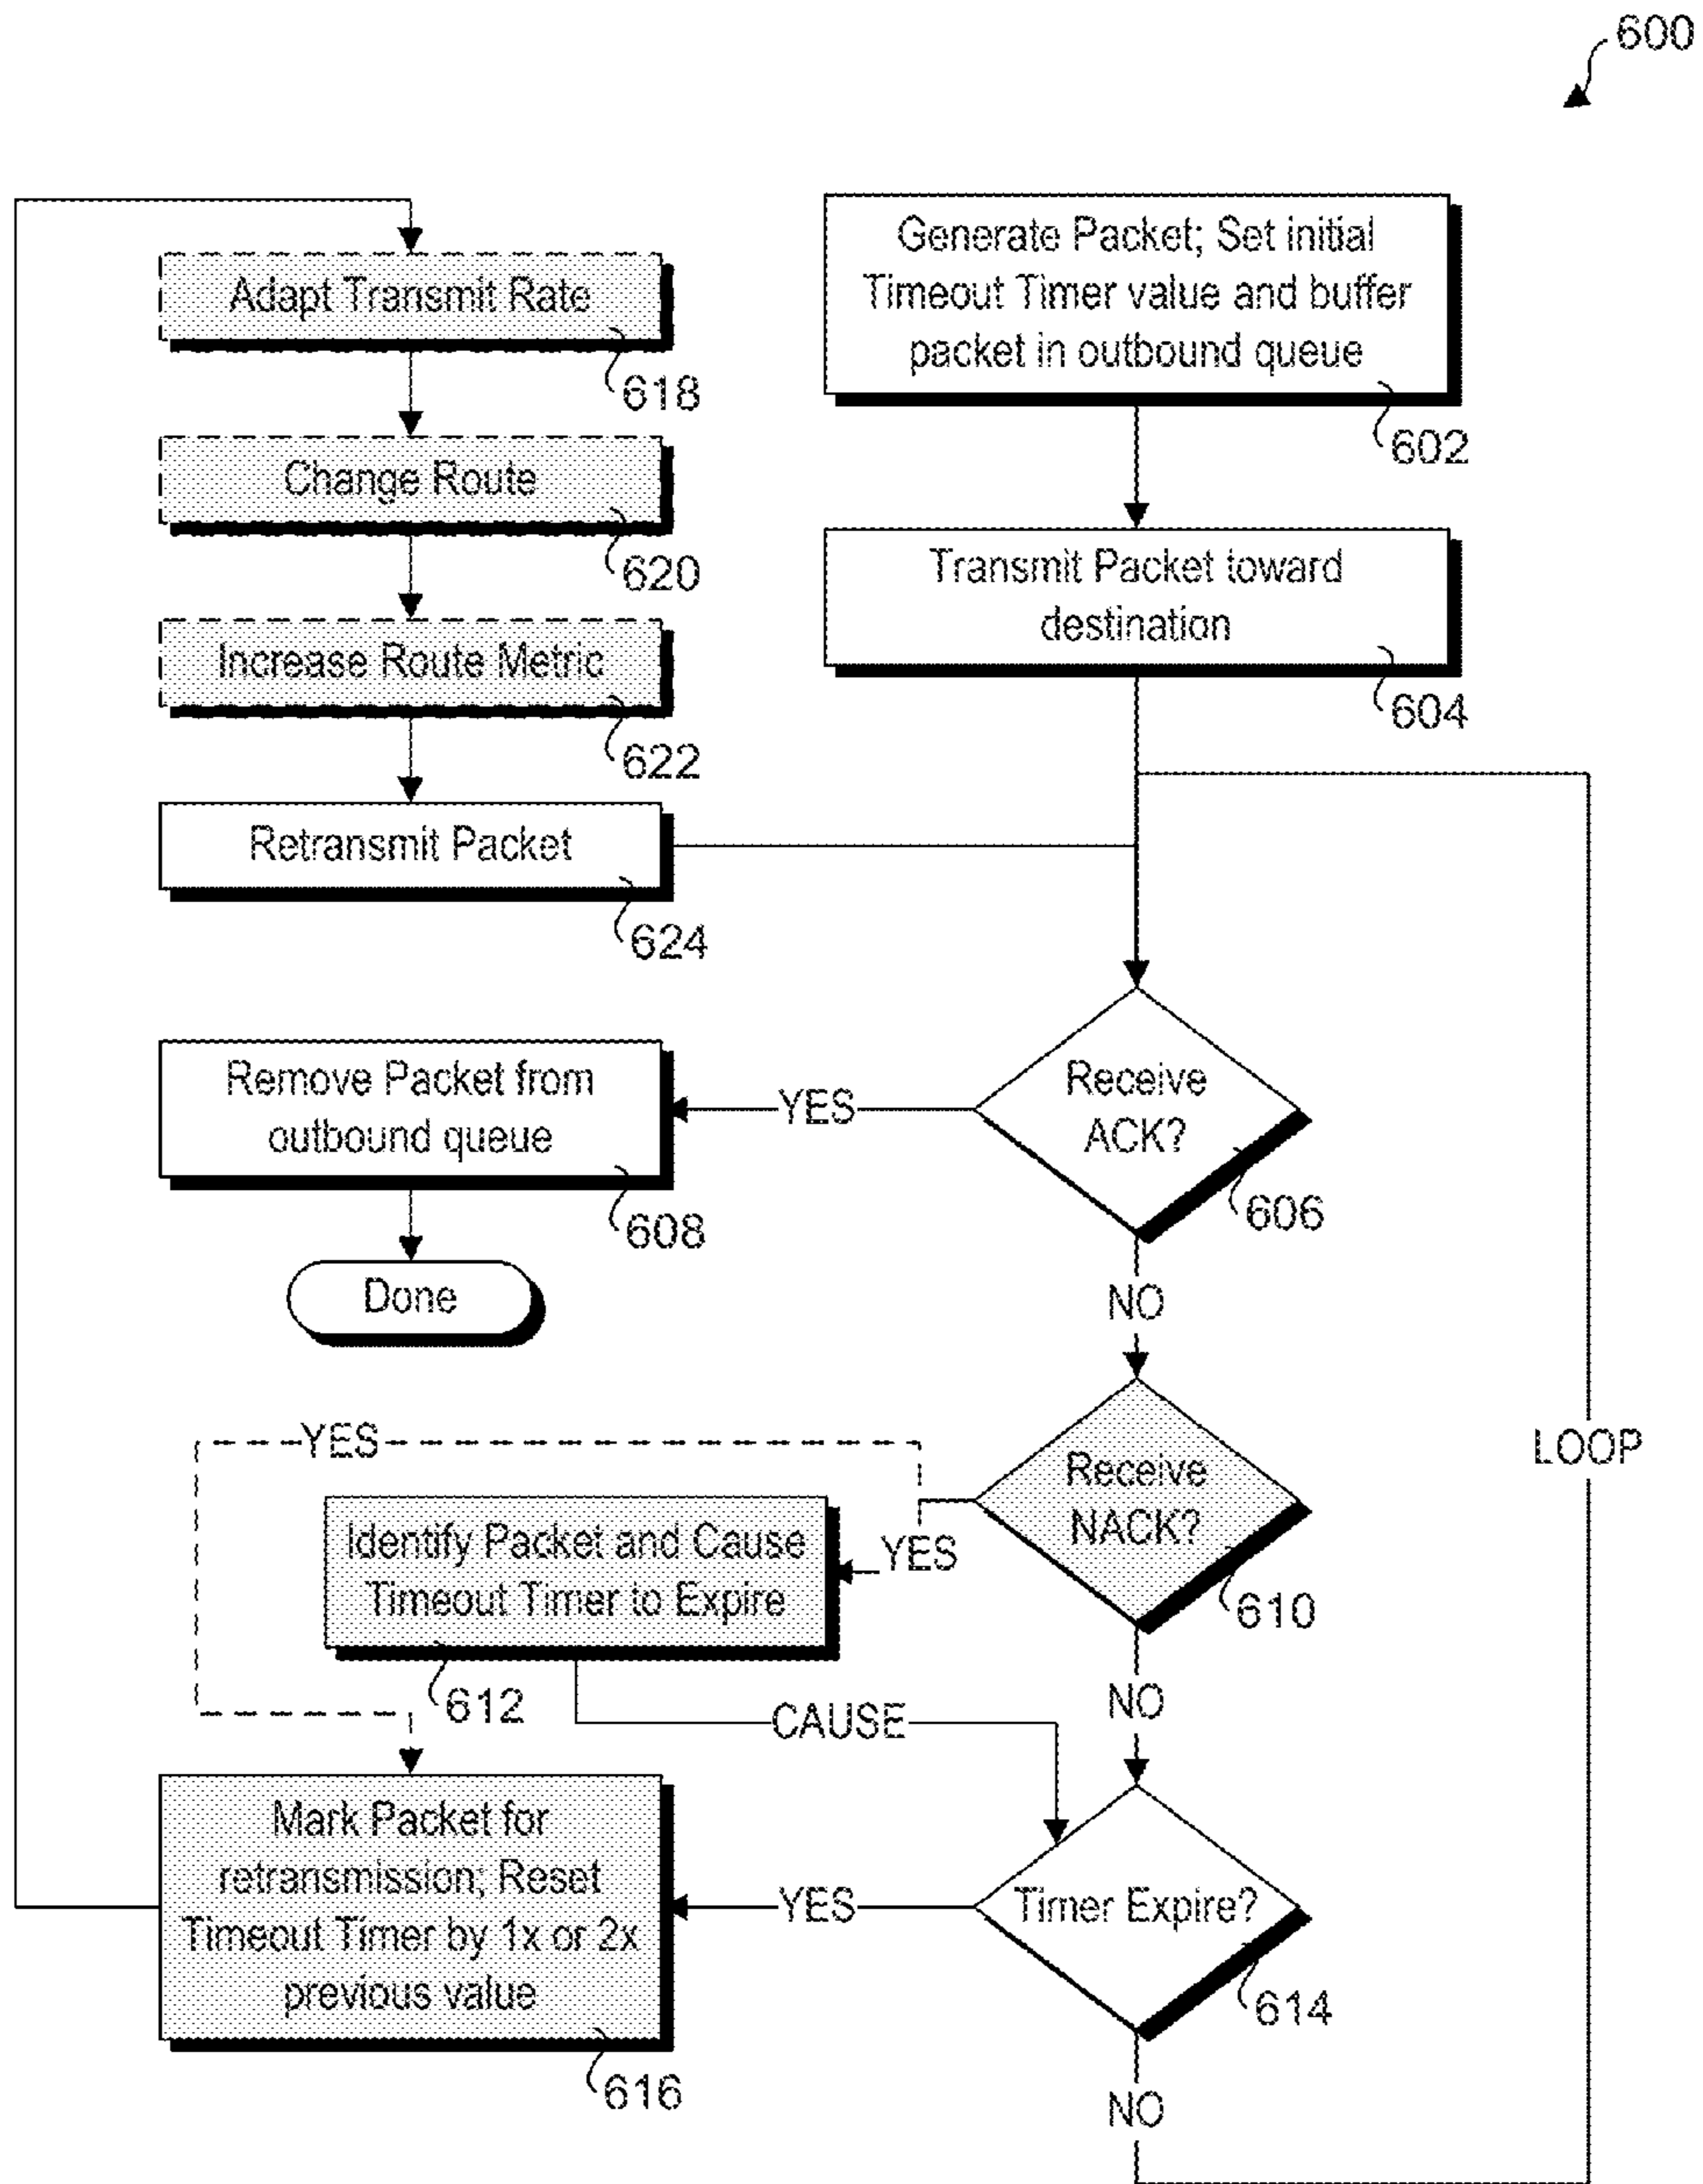 600
Generate Packet; Set initial
Timeout Timer value and buffer
packet in outbound queue
602
Transmit Packet toward
destination
604
Adapt Transmit Rate
618
Change Route
620
Increase Route Metric
622
Retransmit Packet
624
Receive
ACK?
606
YES
Remove Packet from
outbound queue
608
Done
NO
Receive
NACK?
610
YES
YES
Identify Packet and Cause
Timeout Timer to Expire
612
CAUSE
NO
Timer Expire?
614
YES
Mark Packet for
retransmission; Reset
Timeout Timer by 1x or 2x
previous value
616
NO
LOOP